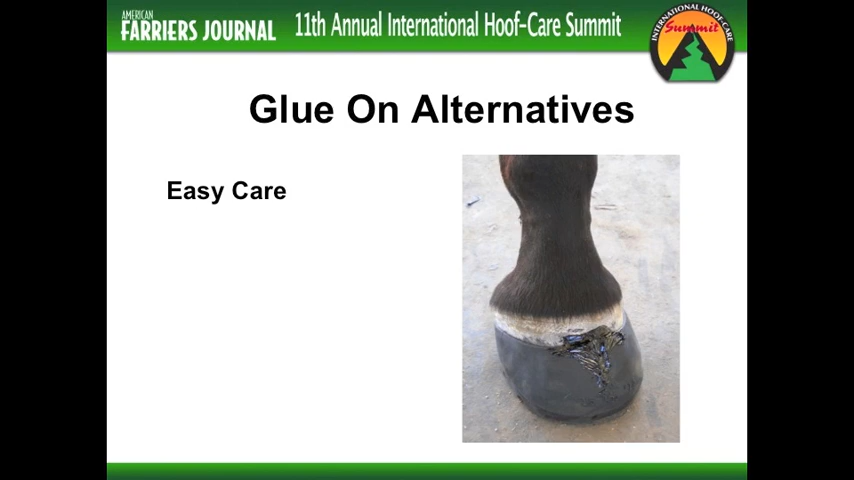 AMERICAN
FARRIERS JOURNAL
11th Annual International Hoof-Care Summit
INTERNATIONAL HOOF-CARE
Summit
Glue On Alternatives
Easy Care